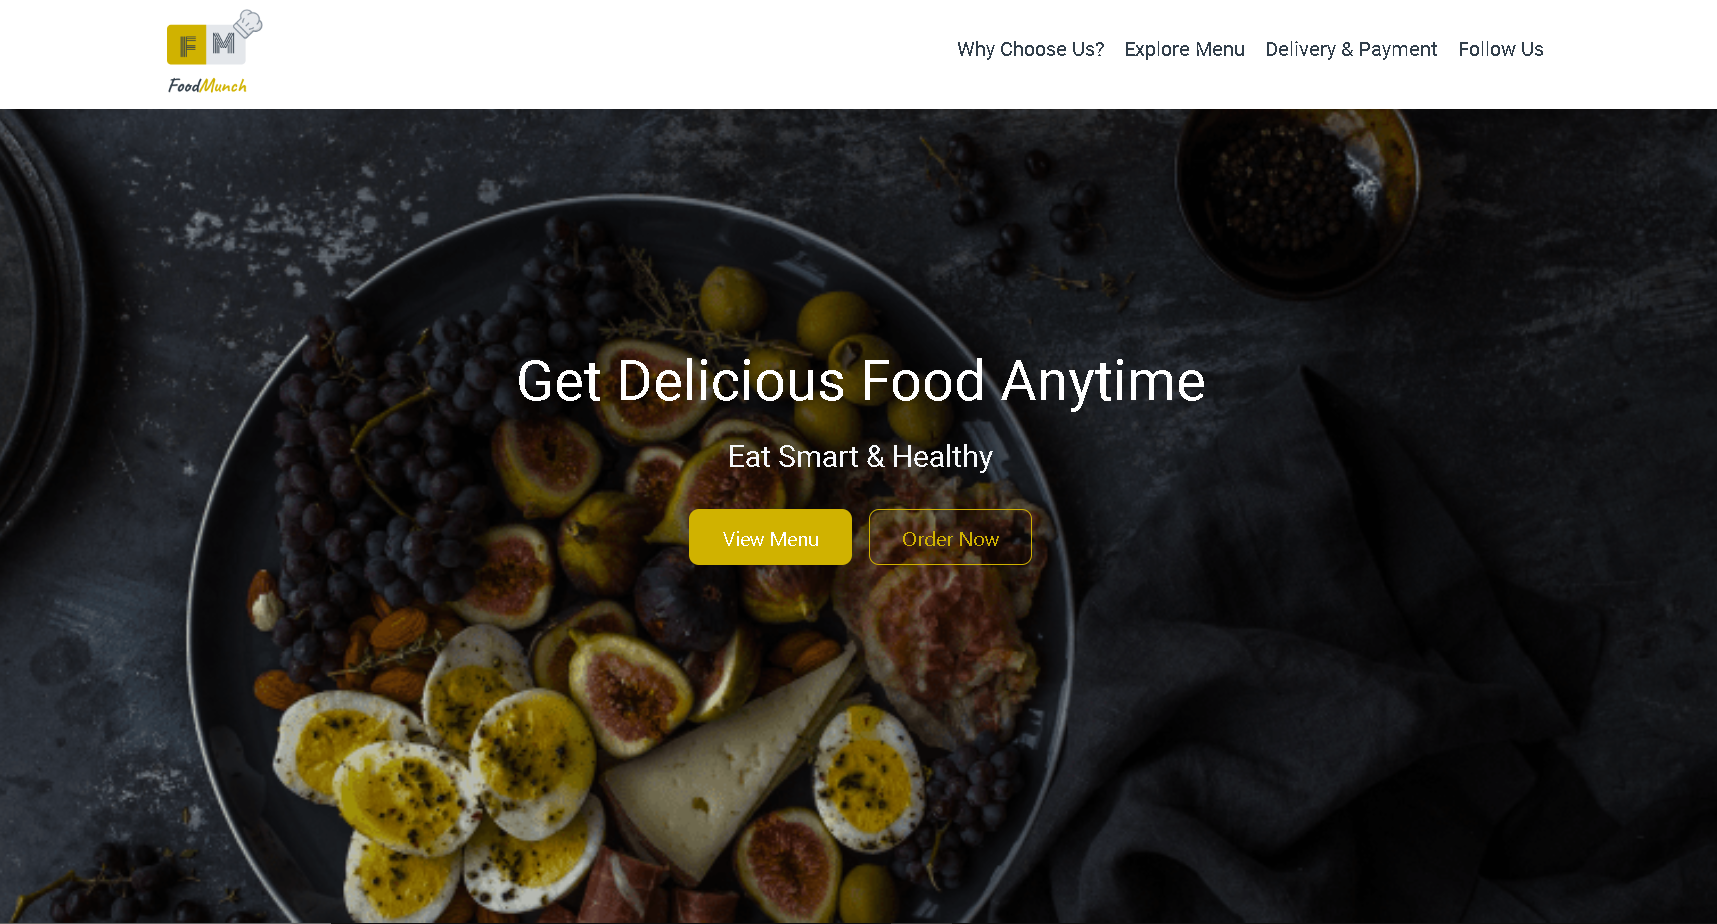 F M
FoodMunch
Why Choose Us? Explore Menu Delivery & Payment Follow Us
Get Delicious Food Anytime
Eat Smart & Healthy
View Menu Order Now